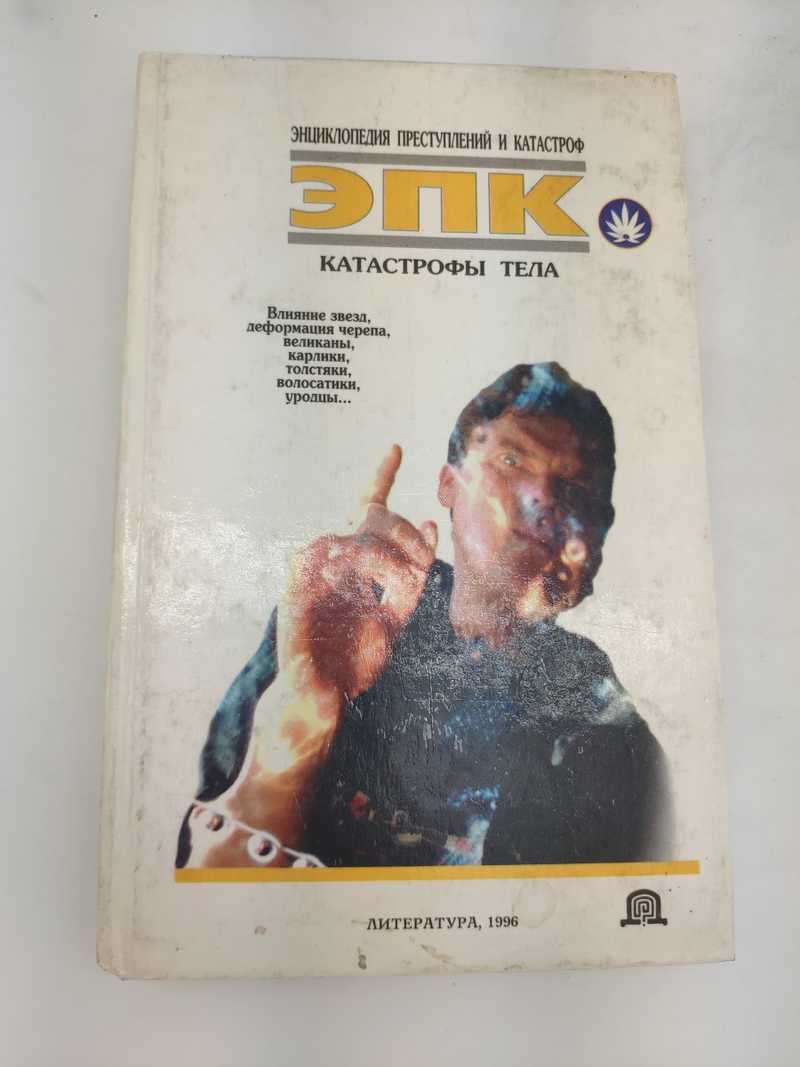 ЭНЦИКЛОПЕДИЯ ПРЕСТУПЛЕНИЙ И КАТАСТРОФ
ЭПК
КАТАСТРОФЫ ТЕЛА
Влияние звезд,
деформация черепа,
великаны,
карлики,
толстяки,
волосатики,
уродцы...
ЛИТЕРАТУРА, 1996